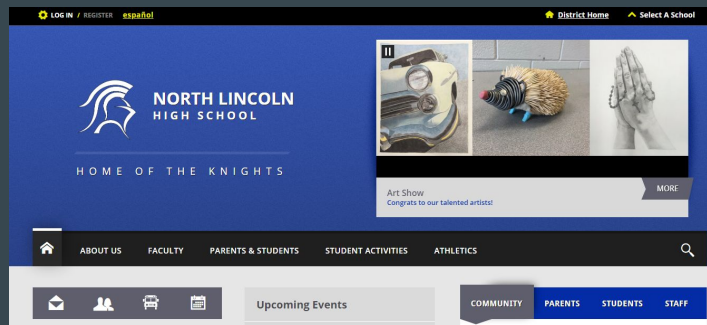 LOG IN / REGISTER español
District Home Select A School
NORTH LINCOLN
HIGH SCHOOL
HOME OF THE KNIGHTS
Art Show
Congrats to our talented artists!
MORE
ABOUT US FACULTY PARENTS & STUDENTS STUDENT ACTIVITIES ATHLETICS
Upcoming Events
COMMUNITY PARENTS STUDENTS STAFF